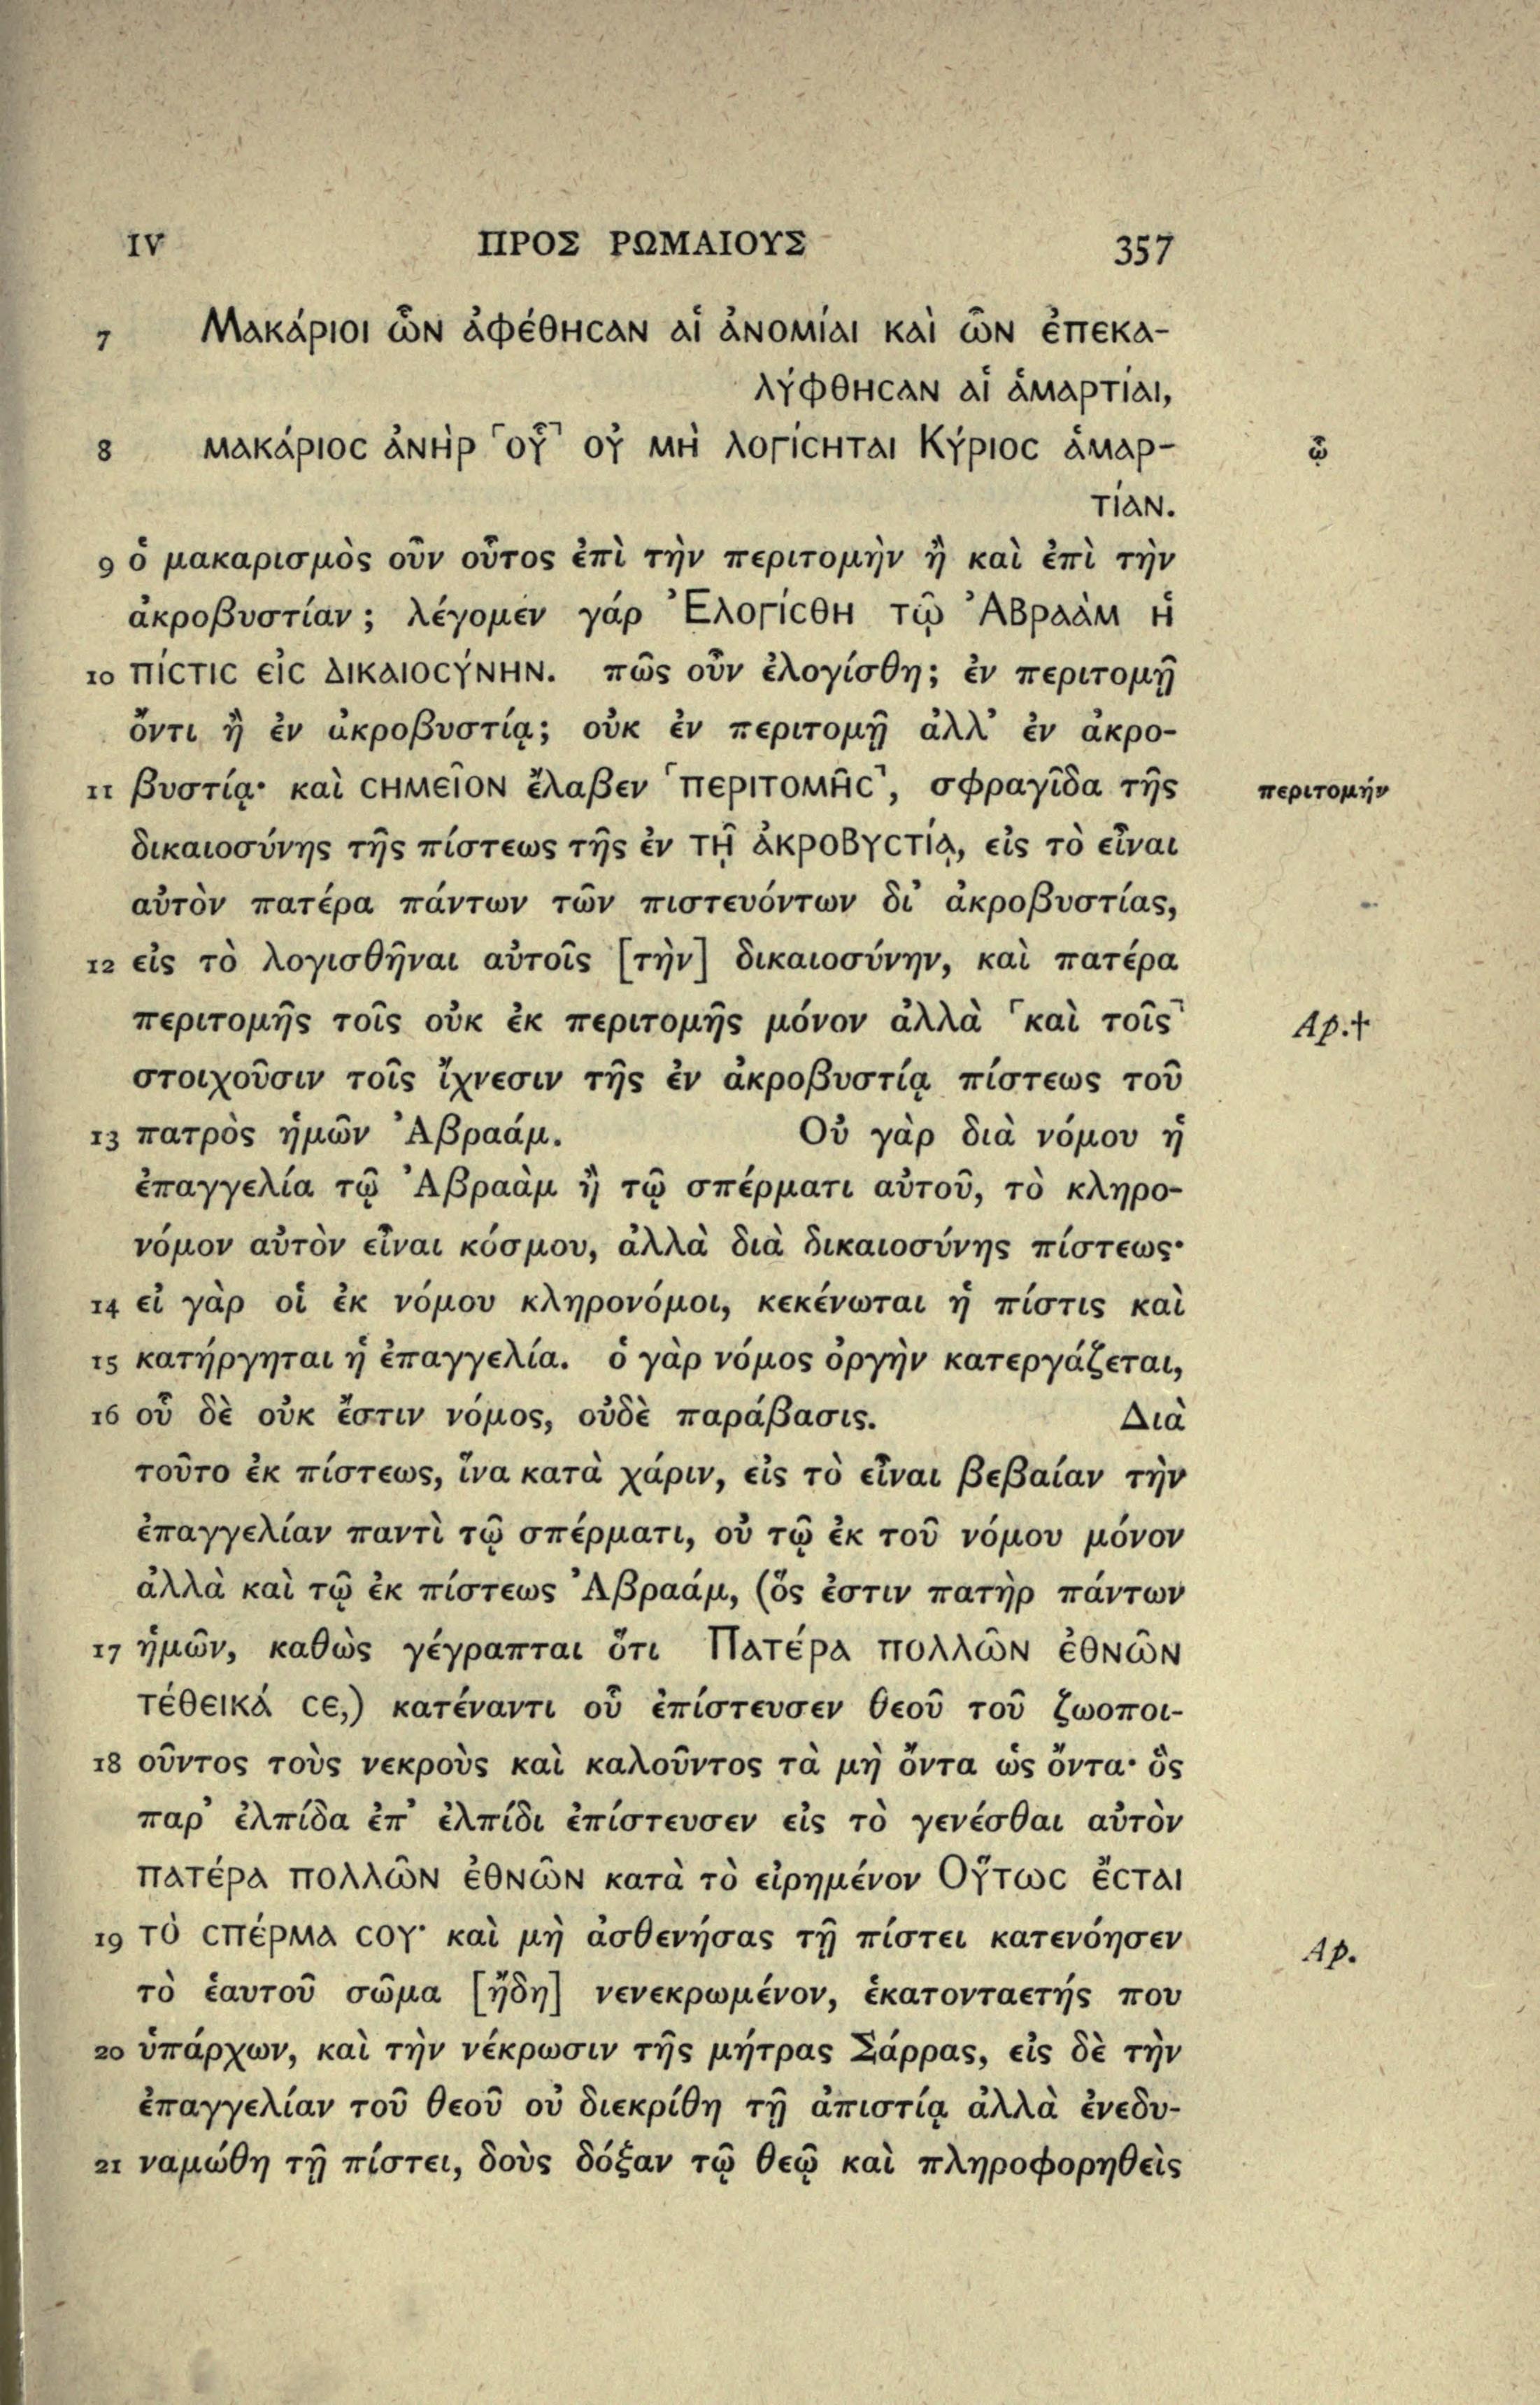 IV ΠΡΟΣ ΡΩΜΑΙΟΥΣ 357
7 Μακάριοι ὧν ἀφέθησαν αἱ ἀνομίαι καὶ ὧν ἐπεκα-
λύφθησαν αἱ ἁμαρτίαι,
8 μακάριος ἀνὴρ ⌜οὗ⌝ οὐ μὴ λογίσηται Κύριος ἁμαρ- ᾧ
τίαν.
9 ὁ μακαρισμὸς οὖν οὗτος ἐπὶ τὴν περιτομὴν ἢ καὶ ἐπὶ τὴν
ἀκροβυστίαν; λέγομεν γάρ Ἐλογίσθη τῷ Ἀβραὰμ ἡ
10 πίστις εἰς δικαιοσύνην. πῶς οὖν ἐλογίσθη; ἐν περιτομῇ
ὄντι ἢ ἐν ἀκροβυστίᾳ; οὐκ ἐν περιτομῇ ἀλλ’ ἐν ἀκρο-
11 βυστίᾳ· καὶ σημεῖον ἔλαβεν ⌜περιτομῆς⌝, σφραγῖδα τῆς περιτομήν
δικαιοσύνης τῆς πίστεως τῆς ἐν τῇ ἀκροβυστίᾳ, εἰς τὸ εἶναι
αὐτὸν πατέρα πάντων τῶν πιστευόντων δι’ ἀκροβυστίας,
12 εἰς τὸ λογισθῆναι αὐτοῖς [τὴν] δικαιοσύνην, καὶ πατέρα
περιτομῆς τοῖς οὐκ ἐκ περιτομῆς μόνον ἀλλὰ ⌜καὶ τοῖς⌝ Ap.†
στοιχοῦσιν τοῖς ἴχνεσιν τῆς ἐν ἀκροβυστίᾳ πίστεως τοῦ
13 πατρὸς ἡμῶν Ἀβραάμ. Οὐ γὰρ διὰ νόμου ἡ
ἐπαγγελία τῷ Ἀβραὰμ ἢ τῷ σπέρματι αὐτοῦ, τὸ κληρο-
νόμον αὐτὸν εἶναι κόσμου, ἀλλὰ διὰ δικαιοσύνης πίστεως·
14 εἰ γὰρ οἱ ἐκ νόμου κληρονόμοι, κεκένωται ἡ πίστις καὶ
15 κατήργηται ἡ ἐπαγγελία. ὁ γὰρ νόμος ὀργὴν κατεργάζεται,
16 οὗ δὲ οὐκ ἔστιν νόμος, οὐδὲ παράβασις. Διὰ
τοῦτο ἐκ πίστεως, ἵνα κατὰ χάριν, εἰς τὸ εἶναι βεβαίαν τὴν
ἐπαγγελίαν παντὶ τῷ σπέρματι, οὐ τῷ ἐκ τοῦ νόμου μόνον
ἀλλὰ καὶ τῷ ἐκ πίστεως Ἀβραάμ, (ὅς ἐστιν πατὴρ πάντων
17 ἡμῶν, καθὼς γέγραπται ὅτι Πατέρα πολλῶν ἐθνῶν
τέθεικά σε,) κατέναντι οὗ ἐπίστευσεν θεοῦ τοῦ ζωοποι-
18 οῦντος τοὺς νεκροὺς καὶ καλοῦντος τὰ μὴ ὄντα ὡς ὄντα· ὃς
παρ’ ἐλπίδα ἐπ’ ἐλπίδι ἐπίστευσεν εἰς τὸ γενέσθαι αὐτὸν
πατέρα πολλῶν ἐθνῶν κατὰ τὸ εἰρημένον Οὕτως ἔσται
19 τὸ σπέρμα σου· καὶ μὴ ἀσθενήσας τῇ πίστει κατενόησεν Ap.
τὸ ἑαυτοῦ σῶμα [ἤδη] νενεκρωμένον, ἑκατονταετής που
20 ὑπάρχων, καὶ τὴν νέκρωσιν τῆς μήτρας Σάρρας, εἰς δὲ τὴν
ἐπαγγελίαν τοῦ θεοῦ οὐ διεκρίθη τῇ ἀπιστίᾳ ἀλλὰ ἐνεδυ-
21 ναμώθη τῇ πίστει, δοὺς δόξαν τῷ θεῷ καὶ πληροφορηθεὶς